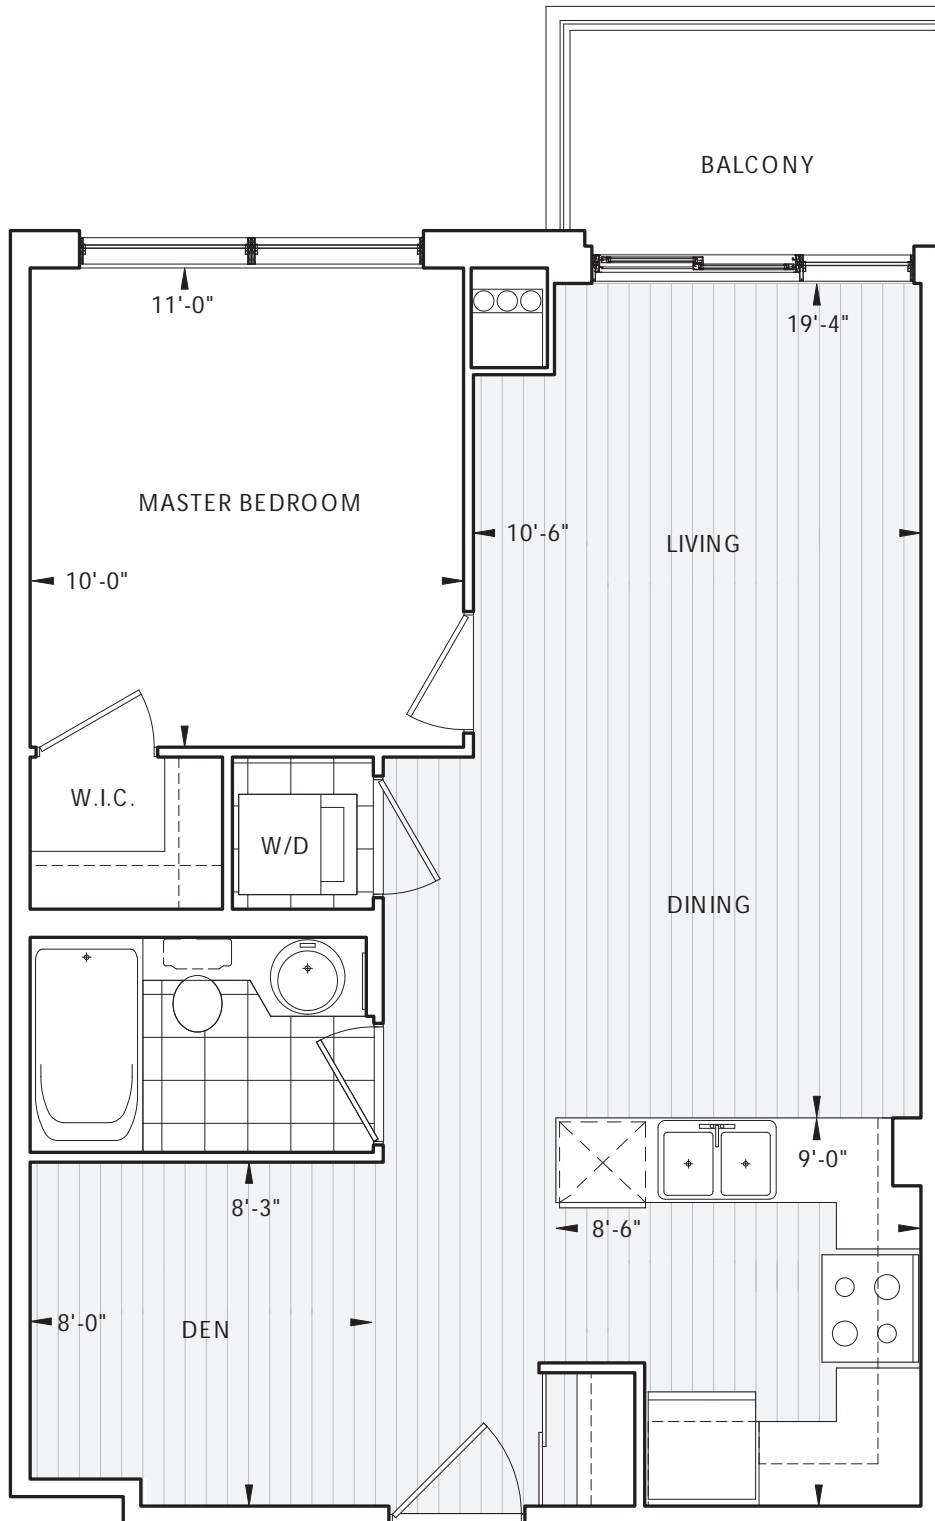 BALCONY
11'-0"
19'-4"
MASTER BEDROOM
10'-6"
LIVING
10'-0"
W.I.C.
W/D
DINING
9'-0"
8'-3"
8'-6"
8'-0"
DEN